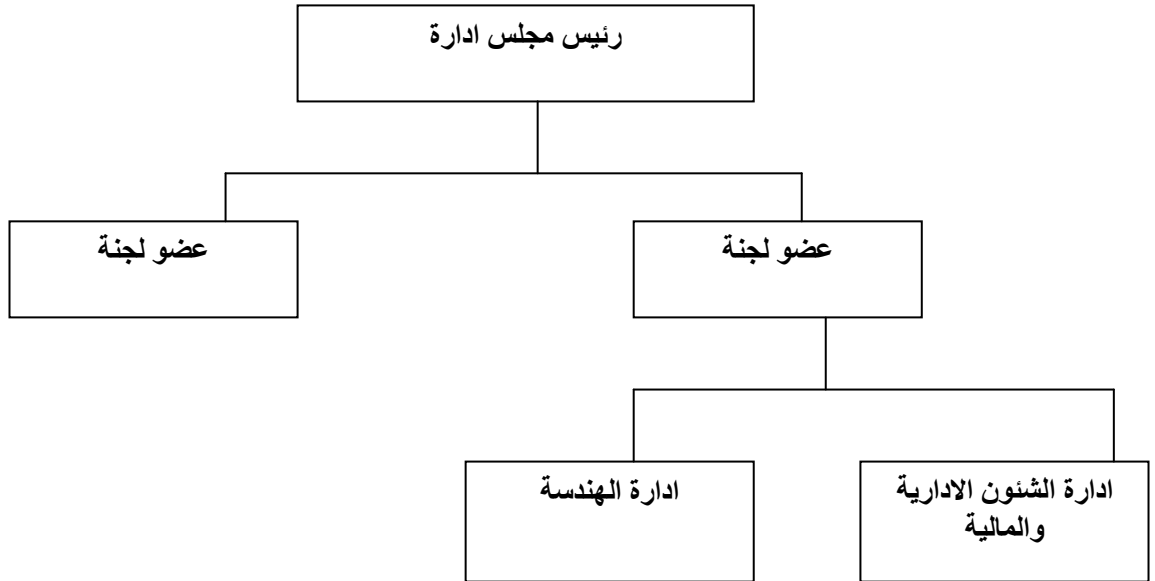 رئيس مجلس ادارة
عضو لجنة
عضو لجنة
ادارة الشئون الادارية
والمالية
ادارة الهندسة